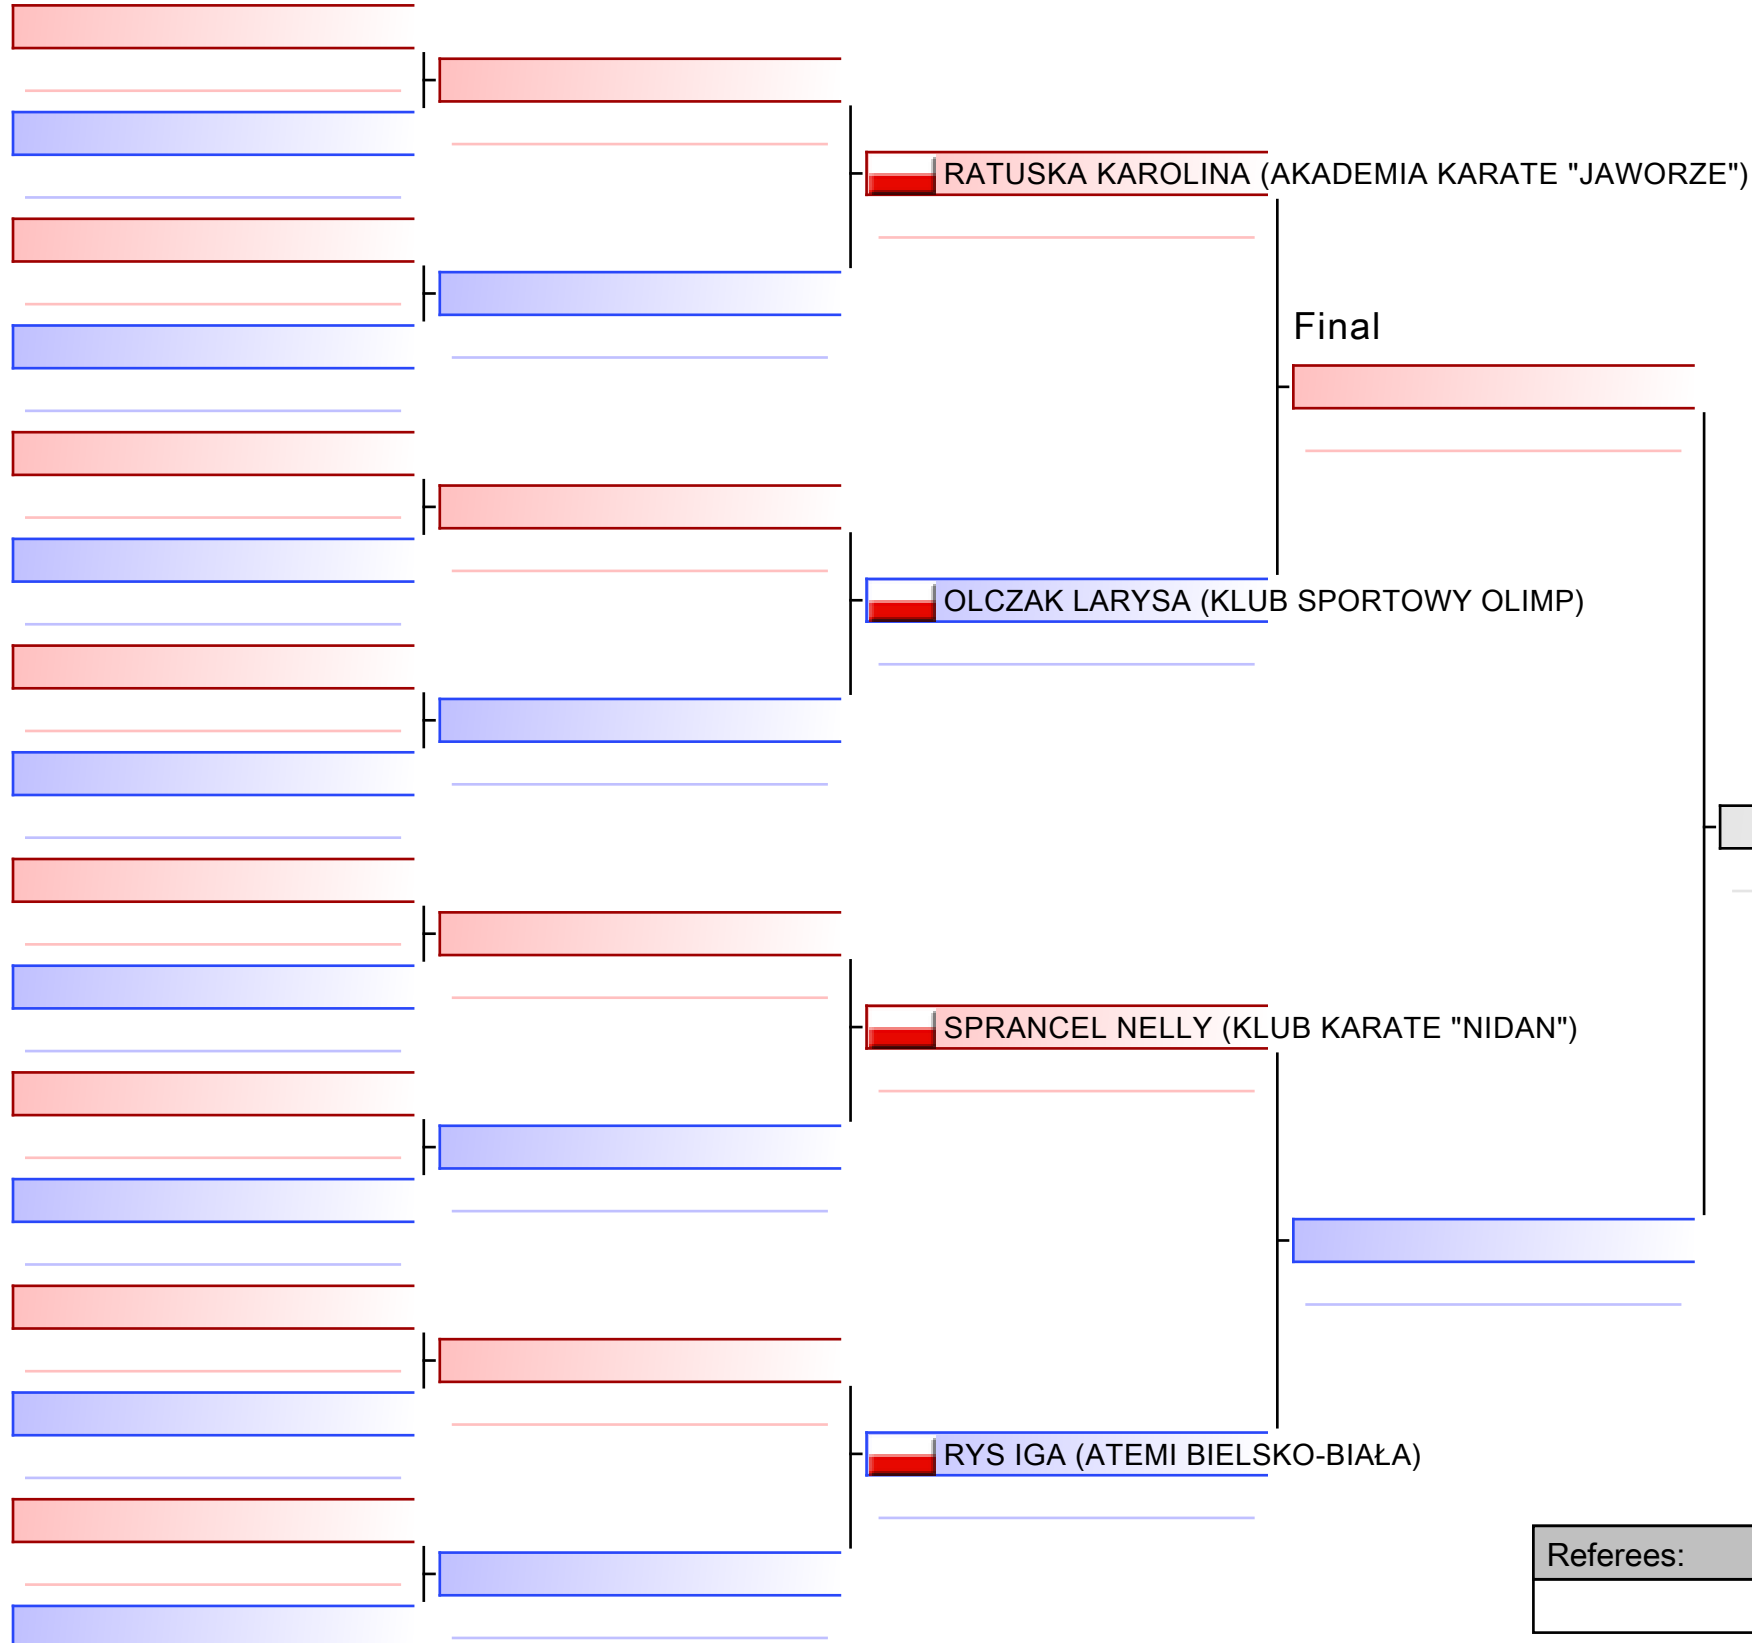 RATUSKA KAROLINA (AKADEMIA KARATE "JAWORZE")
Final
OLCZAK LARYSA (KLUB SPORTOWY OLIMP)
SPRANCEL NELLY (KLUB KARATE "NIDAN")
RYS IGA (ATEMI BIELSKO-BIAŁA)
Referees: